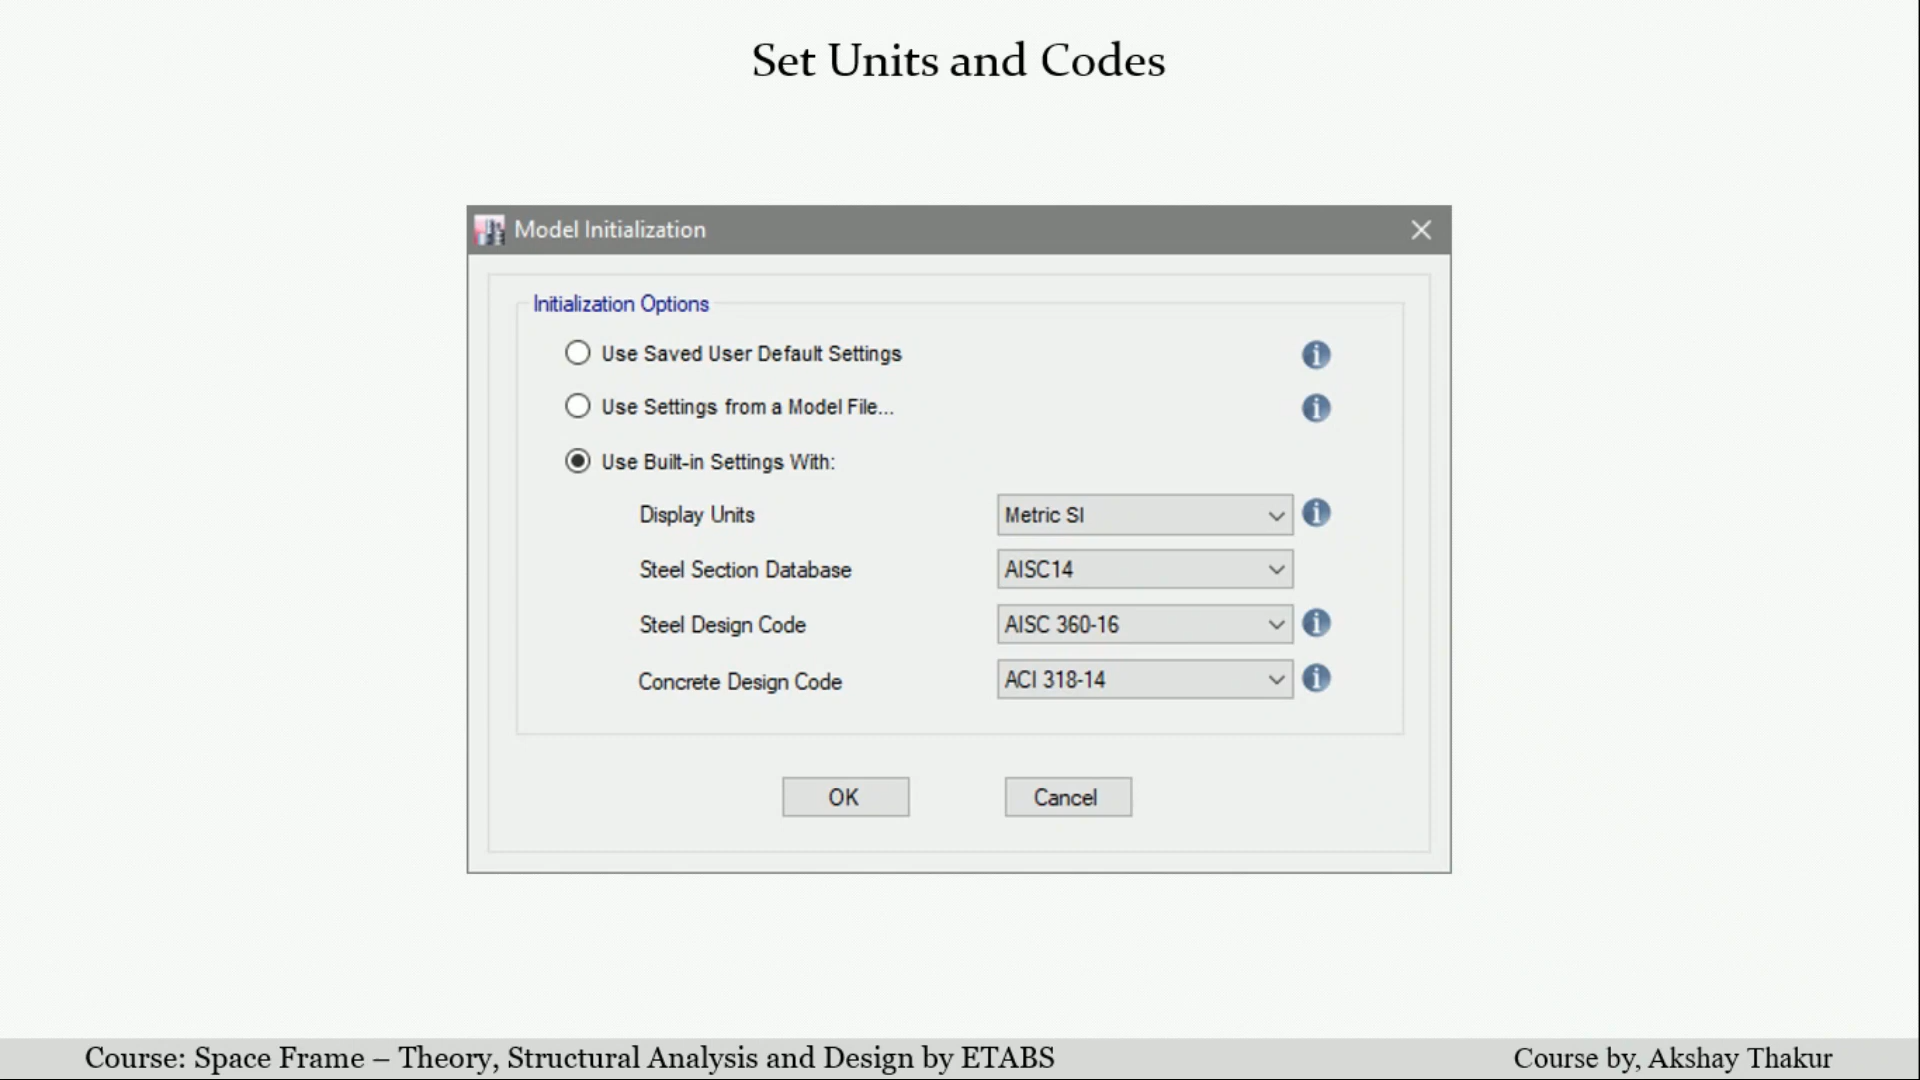 Set Units and Codes
Model Initialization
Initialization Options
Use Saved User Default Settings
Use Settings from a Model File...
Use Built-in Settings With:
Display Units Metric SI
Steel Section Database AISC14
Steel Design Code AISC 360-16
Concrete Design Code ACI 318-14
OK Cancel
Course: Space Frame – Theory, Structural Analysis and Design by ETABS Course by, Akshay Thakur